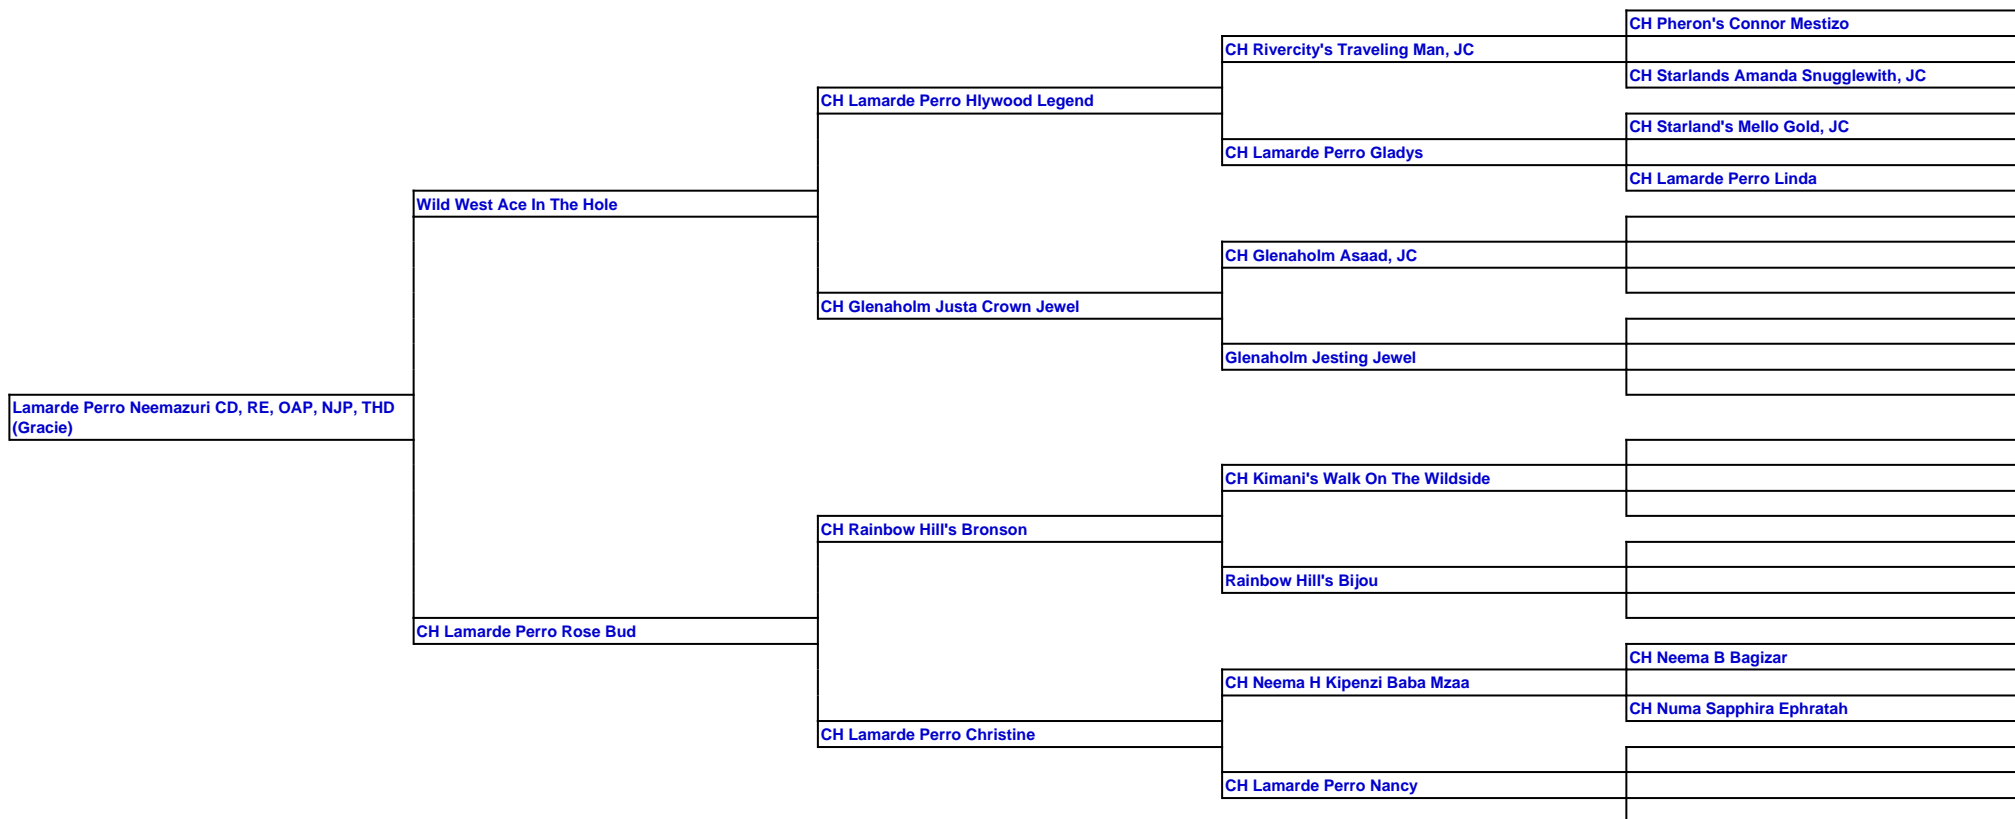 CH Pheron's Connor Mestizo
CH Rivercity's Traveling Man, JC
CH Starlands Amanda Snugglewith, JC
CH Lamarde Perro Hlywood Legend
CH Starland's Mello Gold, JC
CH Lamarde Perro Gladys
CH Lamarde Perro Linda
Wild West Ace In The Hole
CH Glenaholm Asaad, JC
CH Glenaholm Justa Crown Jewel
Glenaholm Jesting Jewel
Lamarde Perro Neemazuri CD, RE, OAP, NJP, THD
(Gracie)
CH Kimani's Walk On The Wildside
CH Rainbow Hill's Bronson
Rainbow Hill's Bijou
CH Lamarde Perro Rose Bud
CH Neema B Bagizar
CH Neema H Kipenzi Baba Mzaa
CH Numa Sapphira Ephratah
CH Lamarde Perro Christine
CH Lamarde Perro Nancy